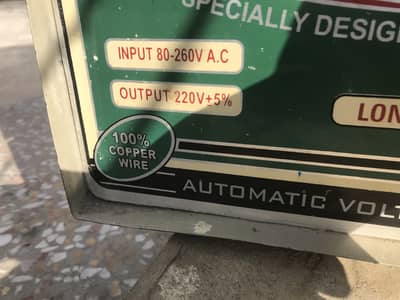 SPECIALLY DESIG
INPUT 80-260V A.C
OUTPUT 220V±5%
LON
100%
COPPER
WIRE
AUTOMATIC VOLT